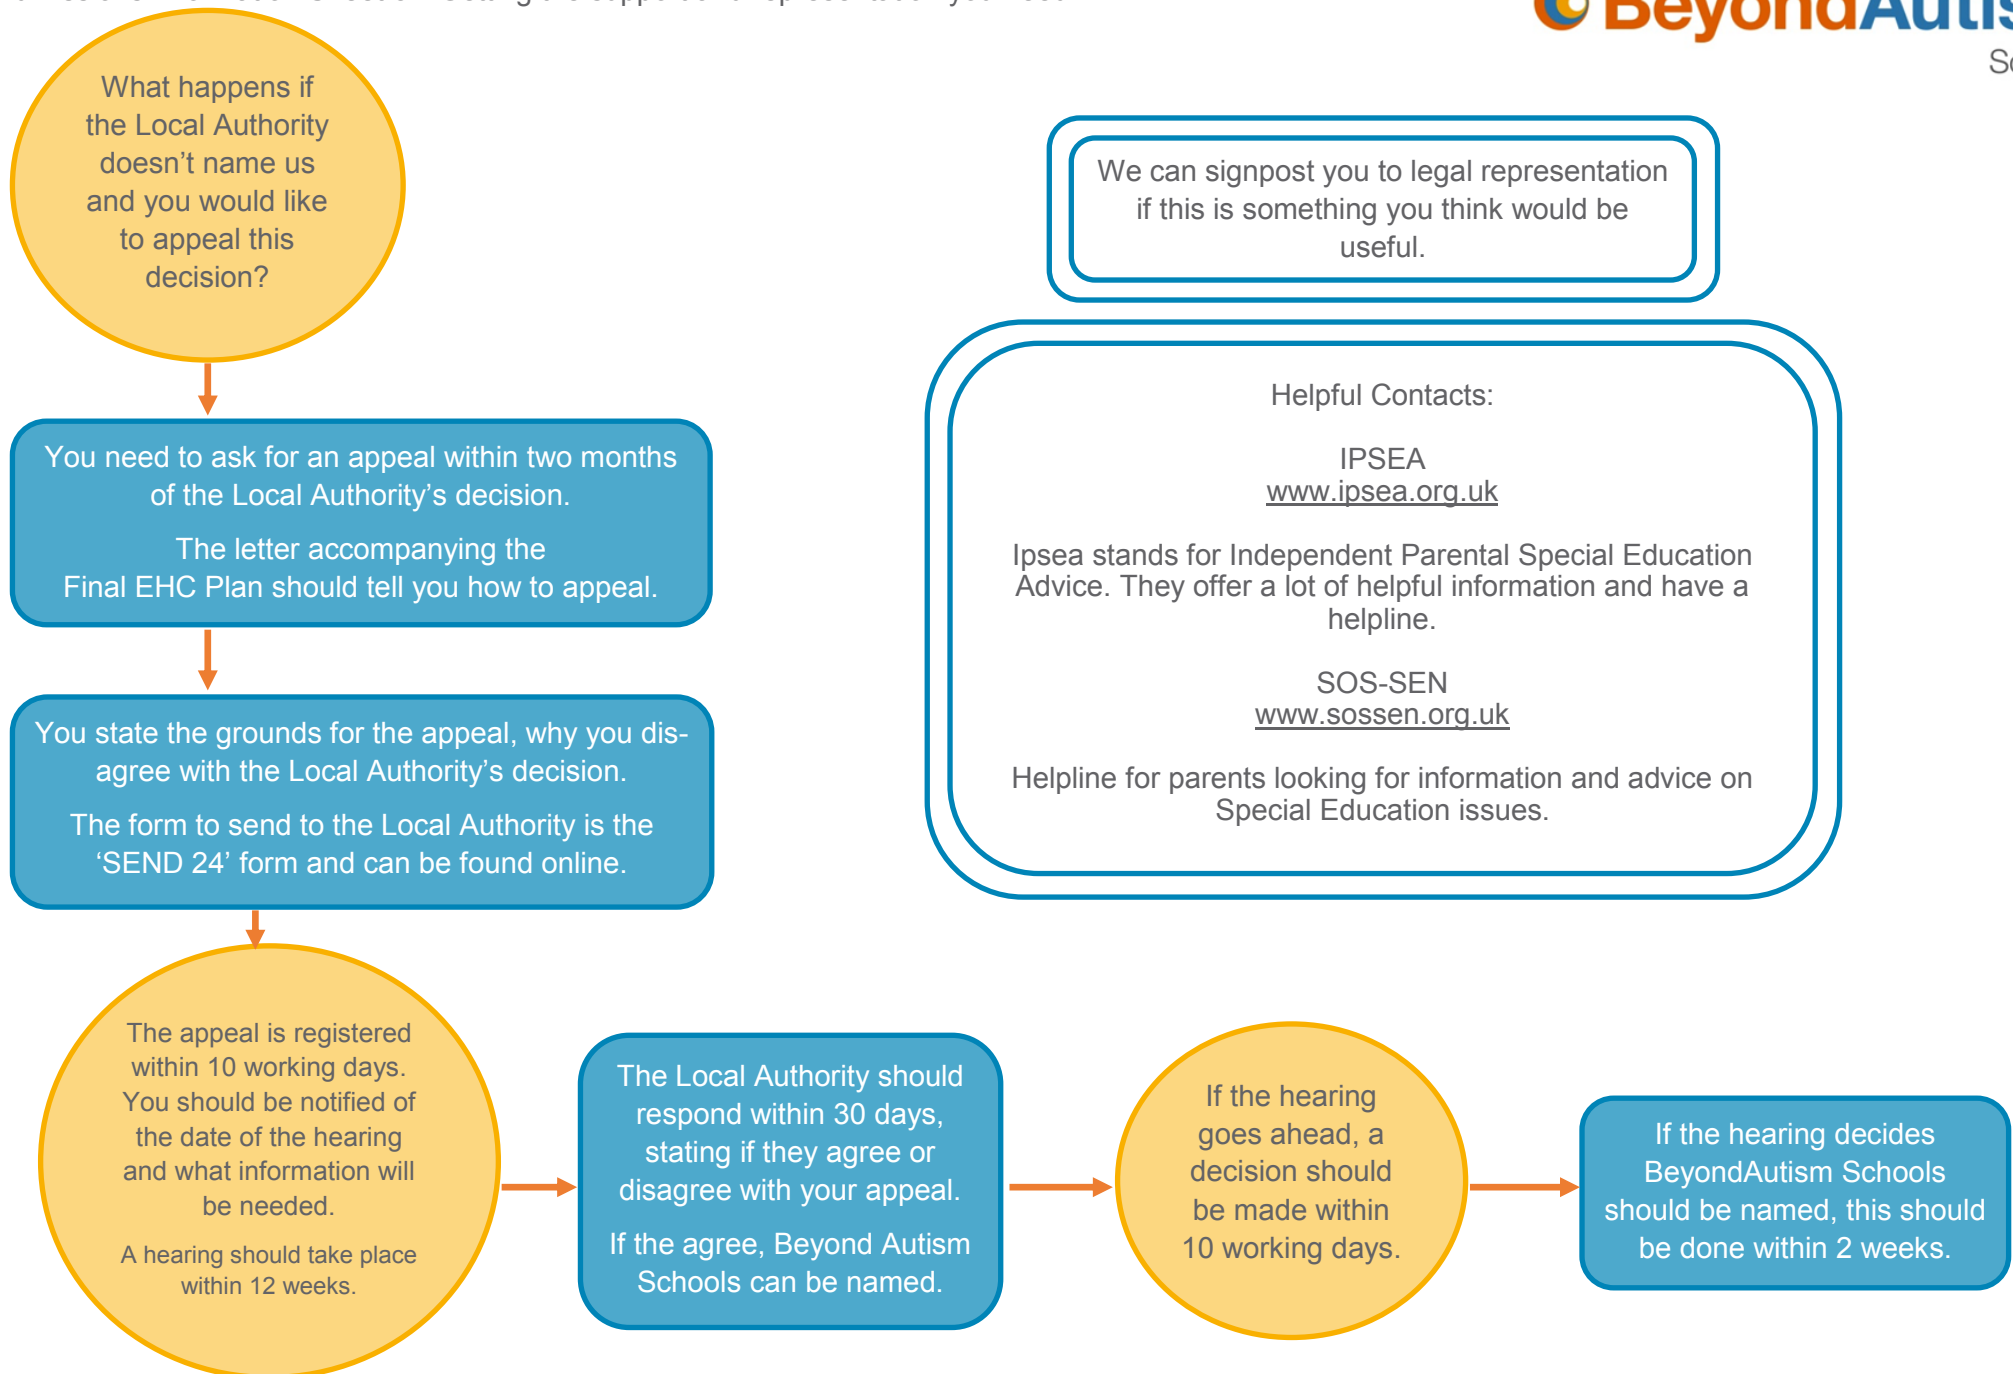 BeyondAutis
What happens if
the Local Authority
doesn’t name us
and you would like
to appeal this
decision?
You need to ask for an appeal within two months
of the Local Authority’s decision.
The letter accompanying the
Final EHC Plan should tell you how to appeal.
You state the grounds for the appeal, why you dis-
agree with the Local Authority’s decision.
The form to send to the Local Authority is the
‘SEND 24’ form and can be found online.
We can signpost you to legal representation
if this is something you think would be
useful.
Helpful Contacts:
IPSEA
www.ipsea.org.uk
Ipsea stands for Independent Parental Special Education
Advice. They offer a lot of helpful information and have a
helpline.
SOS-SEN
www.sossen.org.uk
Helpline for parents looking for information and advice on
Special Education issues.
The appeal is registered
within 10 working days.
You should be notified of
the date of the hearing
and what information will
be needed.
A hearing should take place
within 12 weeks.
The Local Authority should
respond within 30 days,
stating if they agree or
disagree with your appeal.
If the agree, Beyond Autism
Schools can be named.
If the hearing
goes ahead, a
decision should
be made within
10 working days.
If the hearing decides
BeyondAutism Schools
should be named, this should
be done within 2 weeks.